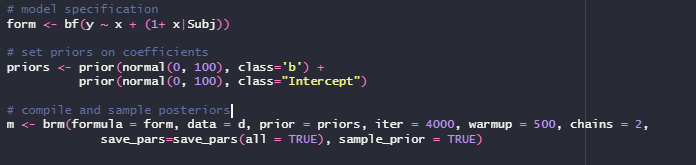 # model specification
form <- bf(y ~ x + (1+ x|Subj))
# set priors on coefficients
priors <- prior(normal(0, 100), class='b') +
prior(normal(0, 100), class="Intercept")
# compile and sample posteriors
m <- brm(formula = form, data = d, prior = priors, iter = 4000, warmup = 500, chains = 2,
save_pars=save_pars(all = TRUE), sample_prior = TRUE)